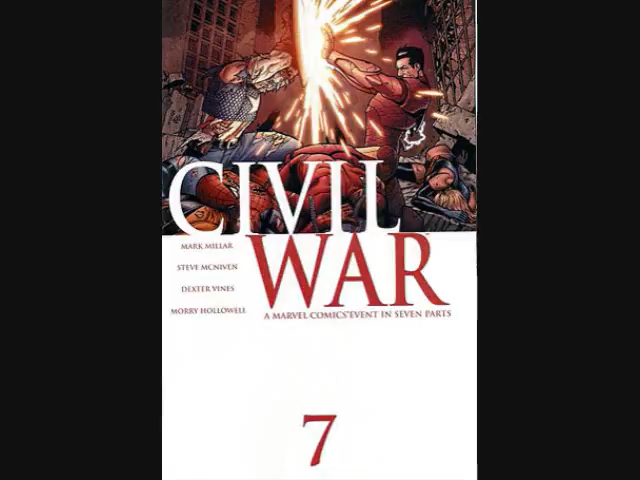 CIVIL
WAR
MARK MILLAR
STEVE MCNIVEN
DEXTER VINES
MORRY HOLLOWELL
A MARVEL COMICS EVENT IN SEVEN PARTS
7